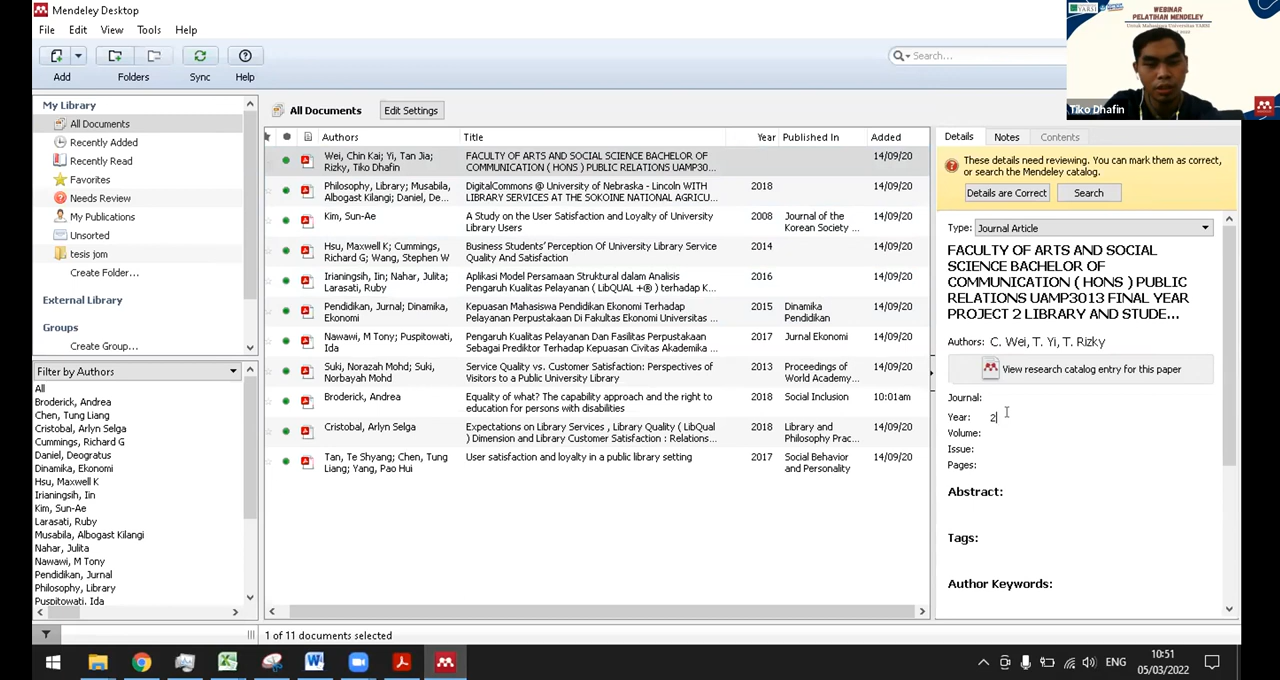 Mendeley Desktop
File Edit View Tools Help
Add Folders Sync Help
Search...
WEBINAR
PELATIHAN MENDELEY
Untuk Mahasiswa Universitas YARSI
Tiko Dhafin
My Library
All Documents
Recently Added
Recently Read
Favorites
Needs Review
My Publications
Unsorted
tesis jom
Create Folder...
External Library
Groups
Create Group...
Filter by Authors
All
Broderick, Andrea
Chen, Tung Liang
Cristobal, Arlyn Selga
Cummings, Richard G
Daniel, Deogratus
Dinamika, Ekonomi
Hsu, Maxwell K
Irianingsih, Iin
Kim, Sun-Ae
Larasati, Ruby
Musabila, Albogast Kilangi
Nahar, Julita
Nawawi, M Tony
Pendidikan, Jurnal
Philosophy, Library
Puspitowati, Ida
All Documents Edit Settings
Authors Title Year Published In Added
Wei, Chin Kai; Yi, Tan Jia; FACULTY OF ARTS AND SOCIAL SCIENCE BACHELOR OF 14/09/20
Rizky, Tiko Dhafin COMMUNICATION ( HONS ) PUBLIC RELATIONS UAMP30...
Philosophy, Library; Musabila, DigitalCommons @ University of Nebraska - Lincoln WITH 2018 14/09/20
Albogast Kilangi; Daniel, De... LIBRARY SERVICES AT THE SOKOINE NATIONAL AGRICU...
Kim, Sun-Ae A Study on the User Satisfaction and Loyalty of University 2008 Journal of the 14/09/20
Library Users Korean Society ...
Hsu, Maxwell K; Cummings, Business Students' Perception Of University Library Service 2014 14/09/20
Richard G; Wang, Stephen W Quality And Satisfaction
Irianingsih, Iin; Nahar, Julita; Aplikasi Model Persamaan Struktural dalam Analisis 2016 14/09/20
Larasati, Ruby Pengaruh Kualitas Pelayanan ( LibQUAL +® ) terhadap K...
Pendidikan, Jurnal; Dinamika, Kepuasan Mahasiswa Pendidikan Ekonomi Terhadap 2015 Dinamika 14/09/20
Ekonomi Pelayanan Perpustakaan Di Fakultas Ekonomi Universitas ... Pendidikan
Nawawi, M Tony; Puspitowati, Pengaruh Kualitas Pelayanan Dan Fasilitas Perpustakaan 2017 Jurnal Ekonomi 14/09/20
Ida Sebagai Prediktor Terhadap Kepuasan Civitas Akademika ...
Suki, Norazah Mohd; Suki, Service Quality vs. Customer Satisfaction: Perspectives of 2013 Proceedings of 14/09/20
Norbayah Mohd Visitors to a Public University Library World Academy...
Broderick, Andrea Equality of what? The capability approach and the right to 2018 Social Inclusion 10:01am
education for persons with disabilities
Cristobal, Arlyn Selga Expectations on Library Services , Library Quality ( LibQual 2018 Library and 14/09/20
) Dimension and Library Customer Satisfaction : Relations... Philosophy Prac...
Tan, Te Shyang; Chen, Tung User satisfaction and loyalty in a public library setting 2017 Social Behavior 14/09/20
Liang; Yang, Pao Hui and Personality
1 of 11 documents selected
Details Notes Contents
These details need reviewing. You can mark them as correct,
or search the Mendeley catalog.
Details are Correct Search
Type: Journal Article
FACULTY OF ARTS AND SOCIAL
SCIENCE BACHELOR OF
COMMUNICATION ( HONS ) PUBLIC
RELATIONS UAMP3013 FINAL YEAR
PROJECT 2 LIBRARY AND STUDE...
Authors: C. Wei, T. Yi, T. Rizky
View research catalog entry for this paper
Journal:
Year: 2
Volume:
Issue:
Pages:
Abstract:
Tags:
Author Keywords:
ENG
10:51
05/03/2022